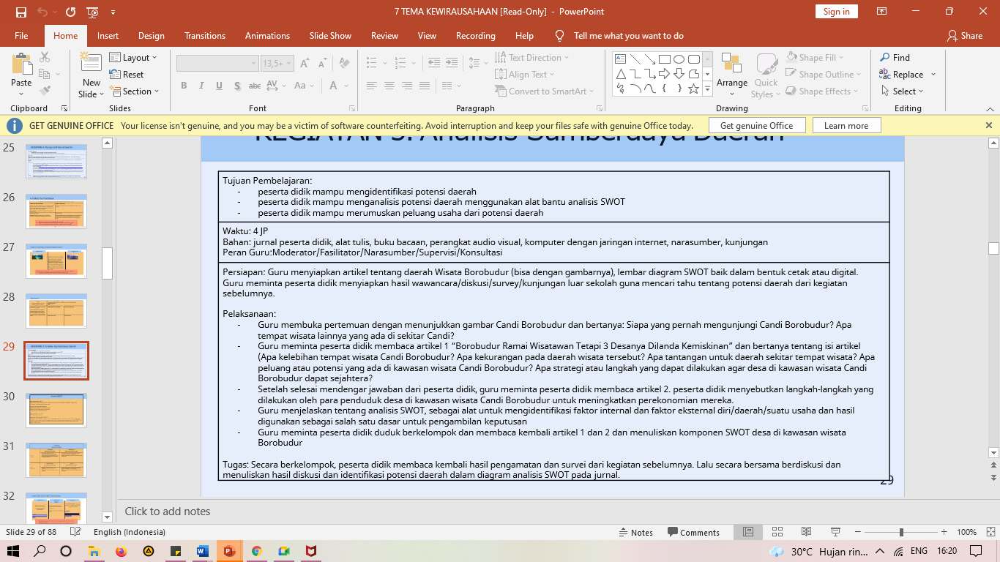 7 TEMA KEWIRAUSAHAAN [Read-Only] - PowerPoint
Sign in
File Home Insert Design Transitions Animations Slide Show Review View Recording Help Tell me what you want to do Share
Paste
Clipboard
New Slide
Layout
Reset
Section
Slides
13,5+
Font
Text Direction
Align Text
Convert to SmartArt
Paragraph
Arrange
Quick Styles
Shape Fill
Shape Outline
Shape Effects
Drawing
Find
Replace
Select
Editing
GET GENUINE OFFICE Your license isn't genuine, and you may be a victim of software counterfeiting. Avoid interruption and keep your files safe with genuine Office today. Get genuine Office Learn more
25
26
27
28
29
30
31
32
Tujuan Pembelajaran:
- peserta didik mampu mengidentifikasi potensi daerah
- peserta didik mampu menganalisis potensi daerah menggunakan alat bantu analisis SWOT
- peserta didik mampu merumuskan peluang usaha dari potensi daerah
Waktu: 4 JP
Bahan: jurnal peserta didik, alat tulis, buku bacaan, perangkat audio visual, komputer dengan jaringan internet, narasumber, kunjungan
Peran Guru:Moderator/Fasilitator/Narasumber/Supervisi/Konsultasi
Persiapan: Guru menyiapkan artikel tentang daerah Wisata Borobudur (bisa dengan gambarnya), lembar diagram SWOT baik dalam bentuk cetak atau digital.
Guru meminta peserta didik menyiapkan hasil wawancara/diskusi/survey/kunjungan luar sekolah guna mencari tahu tentang potensi daerah dari kegiatan
sebelumnya.
Pelaksanaan:
- Guru membuka pertemuan dengan menunjukkan gambar Candi Borobudur dan bertanya: Siapa yang pernah mengunjungi Candi Borobudur? Apa
tempat wisata lainnya yang ada di sekitar Candi?
- Guru meminta peserta didik membaca artikel 1 “Borobudur Ramai Wisatawan Tetapi 3 Desanya Dilanda Kemiskinan” dan bertanya tentang isi artikel
(Apa kelebihan tempat wisata Candi Borobudur? Apa kekurangan pada daerah wisata tersebut? Apa tantangan untuk daerah sekitar tempat wisata? Apa
peluang atau potensi yang ada di kawasan wisata Candi Borobudur? Apa strategi atau langkah yang dapat dilakukan agar desa di kawasan wisata Candi
Borobudur dapat sejahtera?
- Setelah selesai mendengar jawaban dari peserta didik, guru meminta peserta didik membaca artikel 2. peserta didik menyebutkan langkah-langkah yang
dilakukan oleh para penduduk desa di kawasan wisata Candi Borobudur untuk meningkatkan perekonomian mereka.
- Guru menjelaskan tentang analisis SWOT, sebagai alat untuk mengidentifikasi faktor internal dan faktor eksternal diri/daerah/suatu usaha dan hasil
digunakan sebagai salah satu dasar untuk pengambilan keputusan
- Guru meminta peserta didik duduk berkelompok dan membaca kembali artikel 1 dan 2 dan menuliskan komponen SWOT desa di kawasan wisata
Borobudur
Tugas: Secara berkelompok, peserta didik membaca kembali hasil pengamatan dan survei dari kegiatan sebelumnya. Lalu secara bersama berdiskusi dan
menuliskan hasil diskusi dan identifikasi potensi daerah dalam diagram analisis SWOT pada jurnal.
29
Click to add notes
Slide 29 of 88 English (Indonesia) Notes Comments 100%
30°C Hujan rin... ENG 16:20